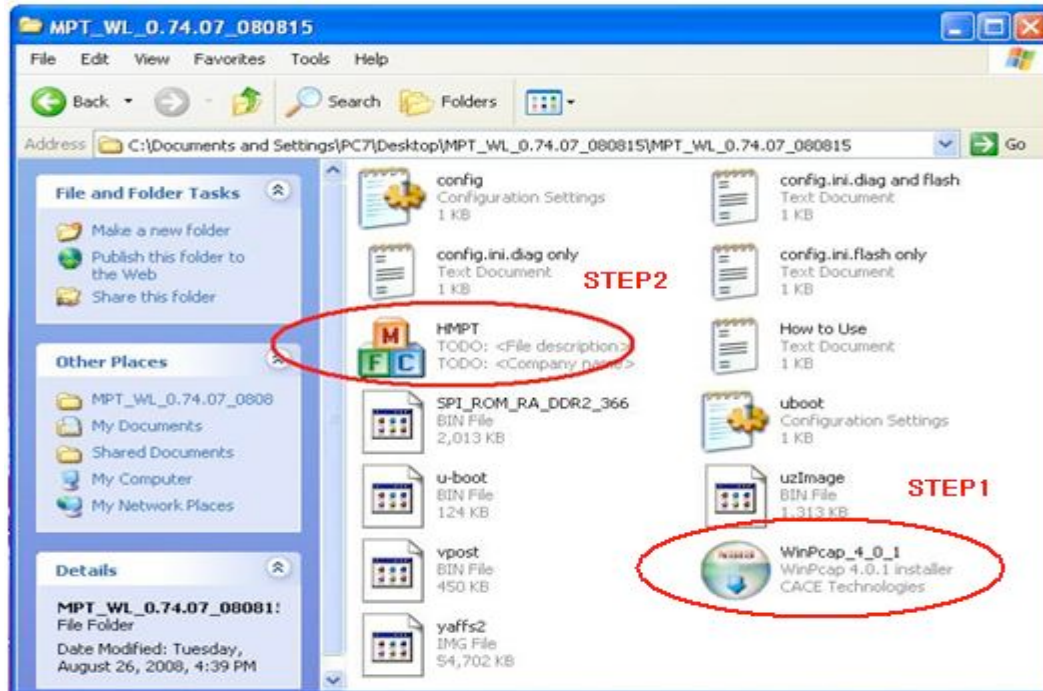 MPT_WL_0.74.07_080815
File Edit View Favorites Tools Help
Back Search Folders
Address C:\Documents and Settings\PC7\Desktop\MPT_WL_0.74.07_080815\MPT_WL_0.74.07_080815 Go
File and Folder Tasks
Make a new folder
Publish this folder to
the Web
Share this folder
Other Places
MPT_WL_0.74.07_0808
My Documents
Shared Documents
My Computer
My Network Places
Details
MPT_WL_0.74.07_08081
File Folder
Date Modified: Tuesday,
August 26, 2008, 4:39 PM
config
Configuration Settings
1 KB
config.ini.diag and flash
Text Document
1 KB
config.ini.diag only
Text Document
1 KB
STEP2
config.ini.flash only
Text Document
1 KB
HMPT
TODO: <File description>
TODO: <Company name>
M
F C
How to Use
Text Document
1 KB
SPI_ROM_RA_DDR2_366
BIN File
2,013 KB
uboot
Configuration Settings
1 KB
u-boot
BIN File
124 KB
uzImage
BIN File
1,313 KB
STEP1
vpost
BIN File
450 KB
WinPcap_4_0_1
WinPcap 4.0.1 installer
CACE Technologies
yaffs2
IMG File
54,702 KB